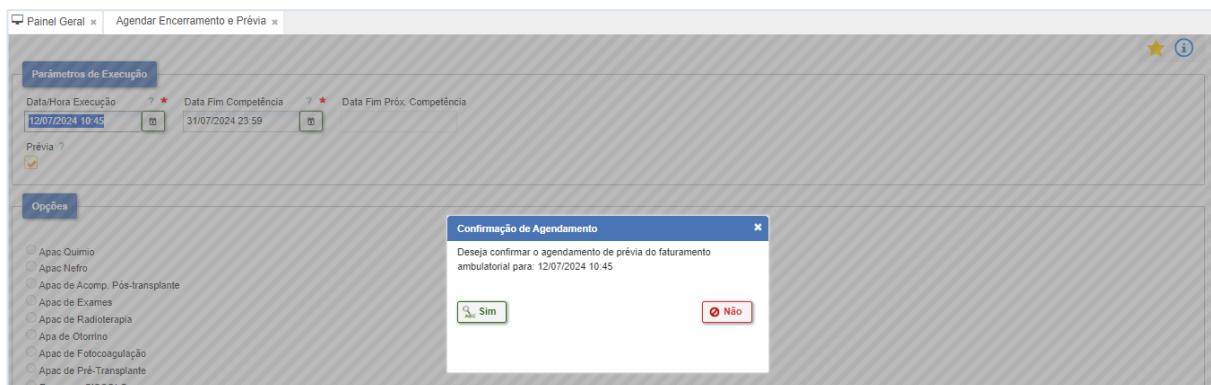 Painel Geral × Agendar Encerramento e Prévia ×
Parâmetros de Execução
Data/Hora Execução ? ★ Data Fim Competência ? ★ Data Fim Próx. Competência
12/07/2024 10:45 31/07/2024 23:59
Prévia ?
Opções
Apac Quimio
Apac Nefro
Apac de Acomp. Pós-transplante
Apac de Exames
Apac de Radioterapia
Apa de Otorrino
Apac de Fotocoagulação
Apac de Pré-Transplante
Confirmação de Agendamento ×
Deseja confirmar o agendamento de prévia do faturamento
ambulatorial para: 12/07/2024 10:45
Sim Não